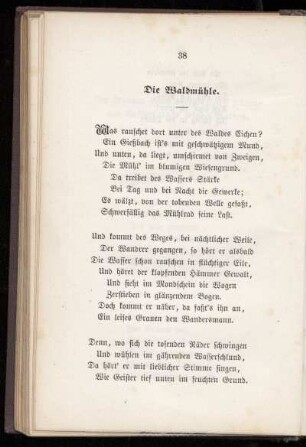 38
Die Waldmühle.
Was rauschet dort unter des Waldes Eichen?
Ein Gießbach ist's mit geschwätzigem Mund,
Und unten, da liegt, umschirmet von Zweigen,
Die Mühl' im blumigen Wiesengrund.
Da treibet des Wassers Stärke
Bei Tag und bei Nacht die Gewerke;
Es wälzt, von der tobenden Welle gefaßt,
Schwerfällig das Mühlrad seine Last.
Und kommt des Weges, bei nächtlicher Weile,
Der Wandrer gegangen, so hört er alsbald
Die Wasser schon rauschen in flüchtiger Eile,
Und höret der klopfenden Hämmer Gewalt,
Und sieht im Mondschein die Wogen
Zerstieben in glänzendem Bogen.
Doch kommt er näher, da faßt's ihn an,
Ein leises Grauen den Wandersmann.
Denn, wo sich die tosenden Räder schwingen
Und wühlen im gährenden Wasserschlund,
Da hört' er mit lieblicher Stimme singen,
Wie Geister tief unten im feuchten Grund.